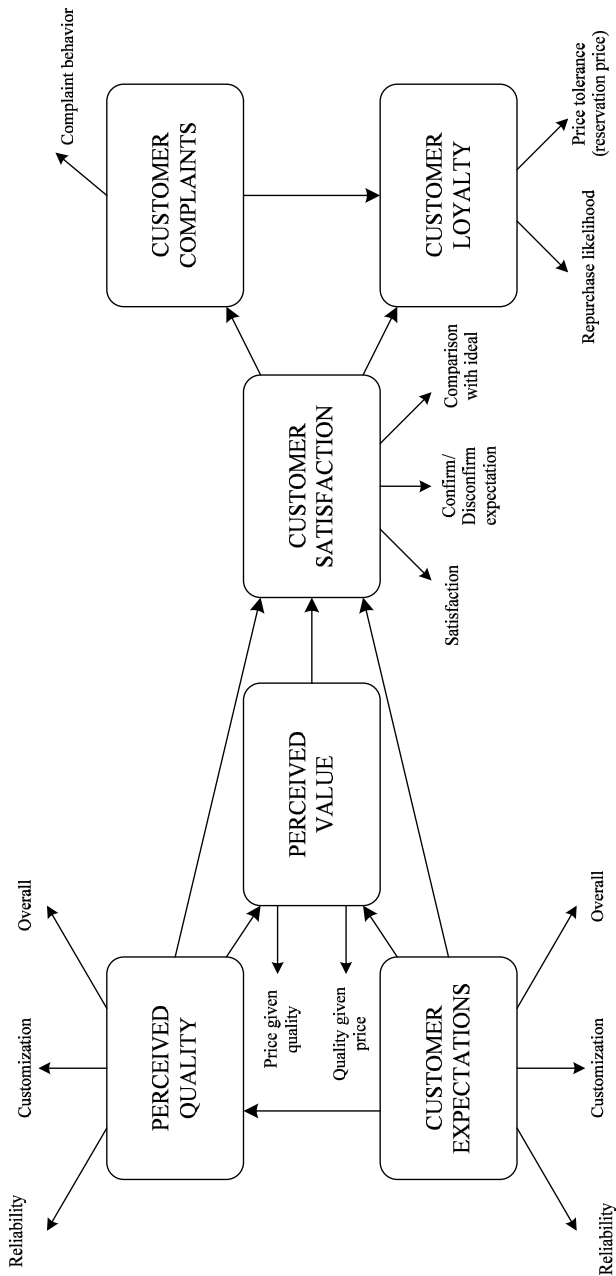 Reliability
Customization
Overall
PERCEIVED
QUALITY
Price given
quality
Quality given
price
CUSTOMER
EXPECTATIONS
Reliability
Customization
Overall
PERCEIVED
VALUE
CUSTOMER
SATISFACTION
Satisfaction
Confirm/
Disconfirm
expectation
Comparison
with ideal
Complaint behavior
CUSTOMER
COMPLAINTS
CUSTOMER
LOYALTY
Repurchase likelihood
Price tolerance
(reservation price)